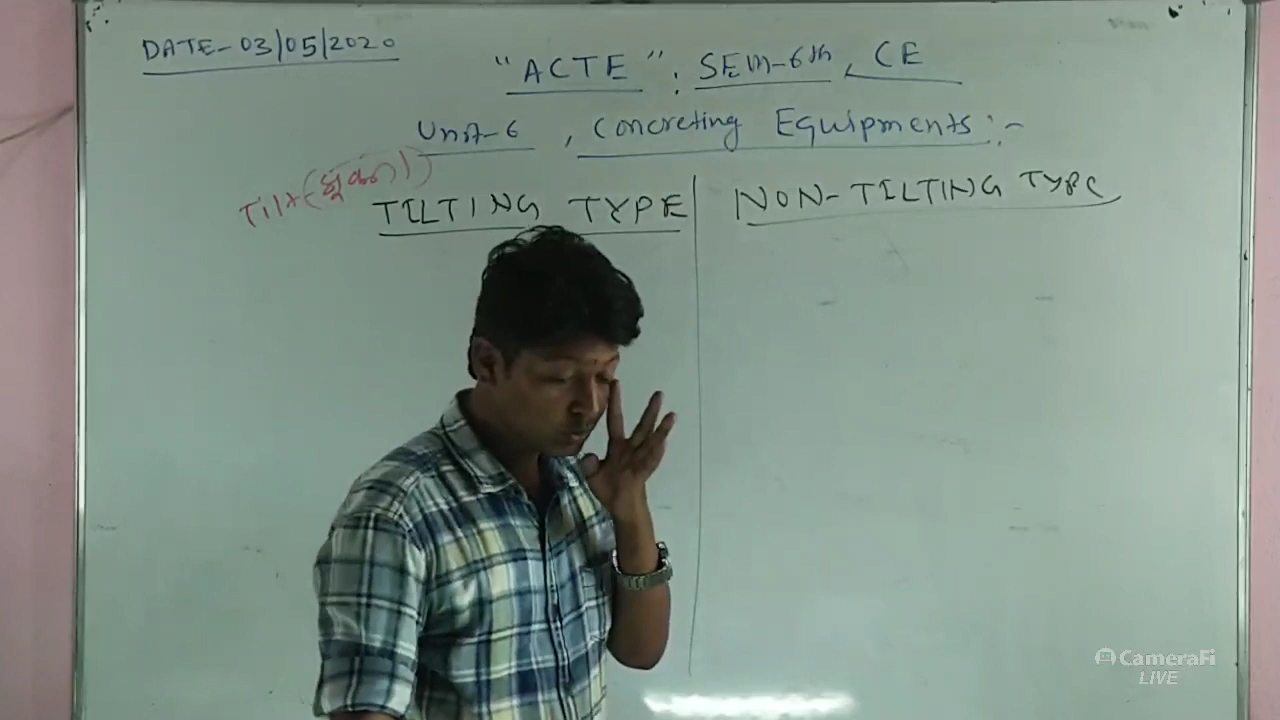 DATE-03/05/2020
"ACTE", SEM-6th, CE
Unit-6, Concreting Equipments:-
Tilt(
TILTING TYPE
NON-TILTING TYPE
CameraFi
LIVE